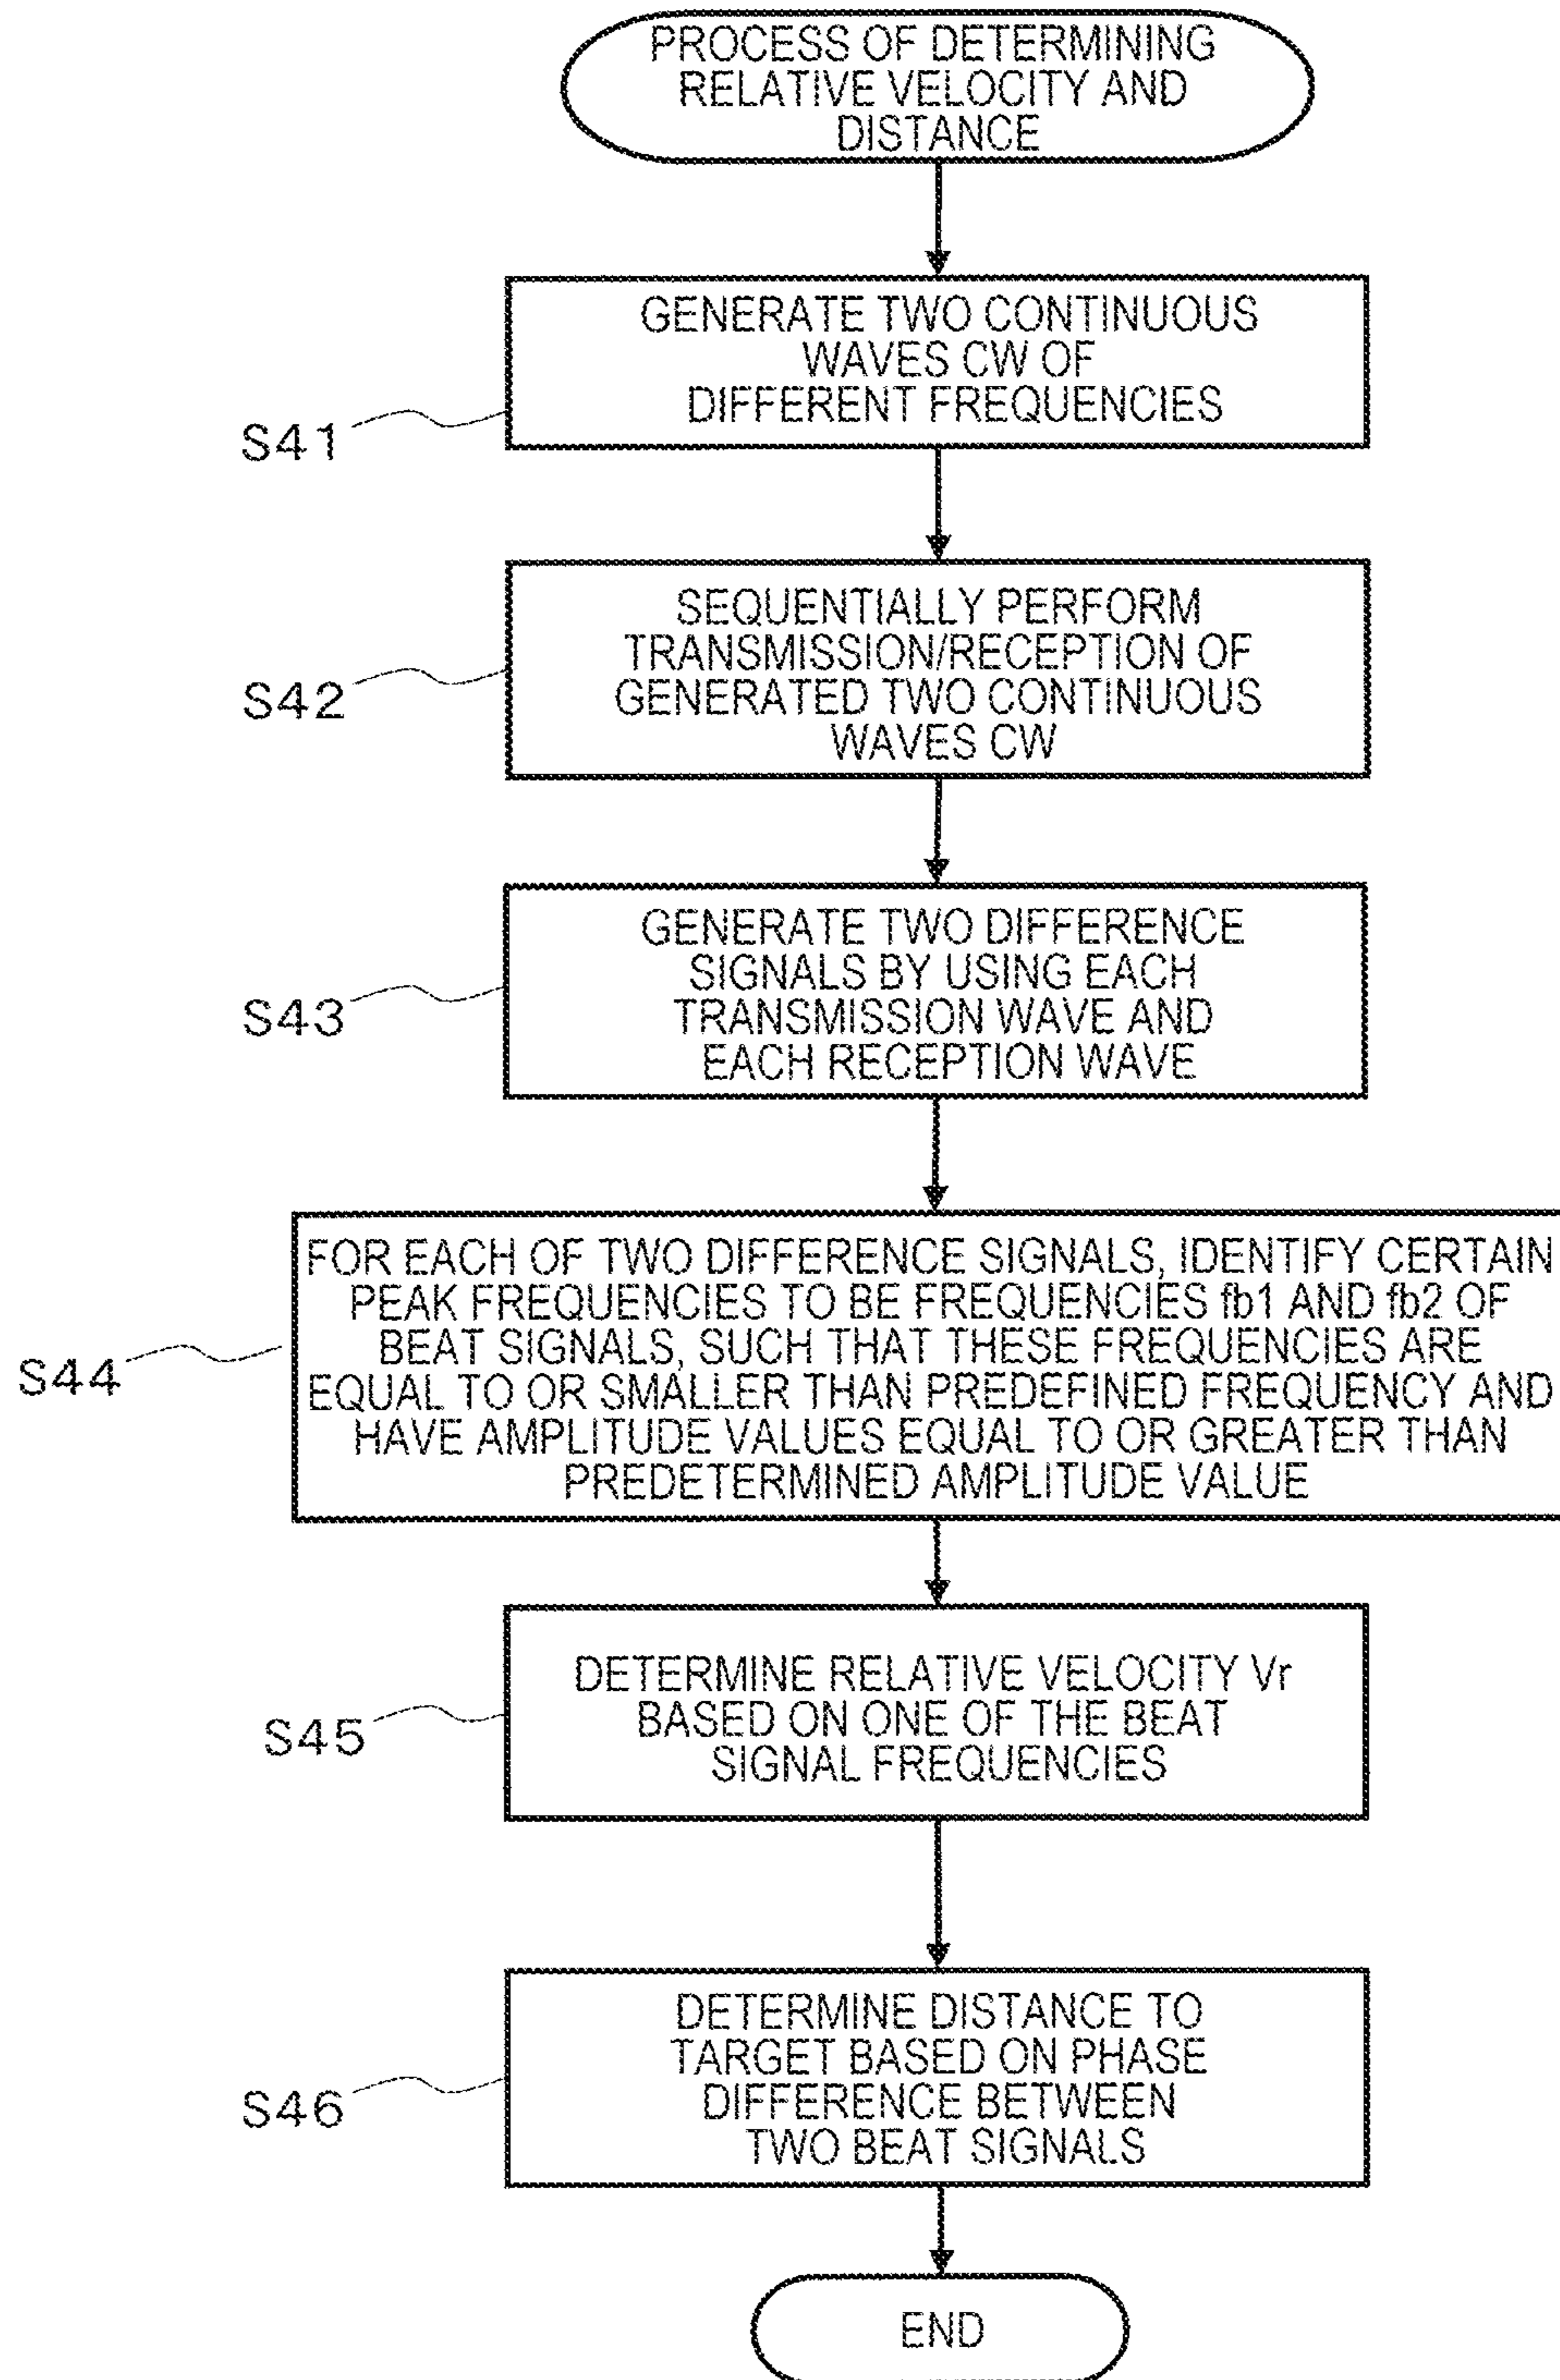 PROCESS OF DETERMINING
RELATIVE VELOCITY AND
DISTANCE
GENERATE TWO CONTINUOUS
WAVES CW OF
DIFFERENT FREQUENCIES
S41
SEQUENTIALLY PERFORM
TRANSMISSION/RECEPTION OF
GENERATED TWO CONTINUOUS
WAVES CW
S42
GENERATE TWO DIFFERENCE
SIGNALS BY USING EACH
TRANSMISSION WAVE AND
EACH RECEPTION WAVE
S43
FOR EACH OF TWO DIFFERENCE SIGNALS, IDENTIFY CERTAIN
PEAK FREQUENCIES TO BE FREQUENCIES fb1 AND fb2 OF
BEAT SIGNALS, SUCH THAT THESE FREQUENCIES ARE
EQUAL TO OR SMALLER THAN PREDEFINED FREQUENCY AND
HAVE AMPLITUDE VALUES EQUAL TO OR GREATER THAN
PREDETERMINED AMPLITUDE VALUE
S44
DETERMINE RELATIVE VELOCITY Vr
BASED ON ONE OF THE BEAT
SIGNAL FREQUENCIES
S45
DETERMINE DISTANCE TO
TARGET BASED ON PHASE
DIFFERENCE BETWEEN
TWO BEAT SIGNALS
S46
END